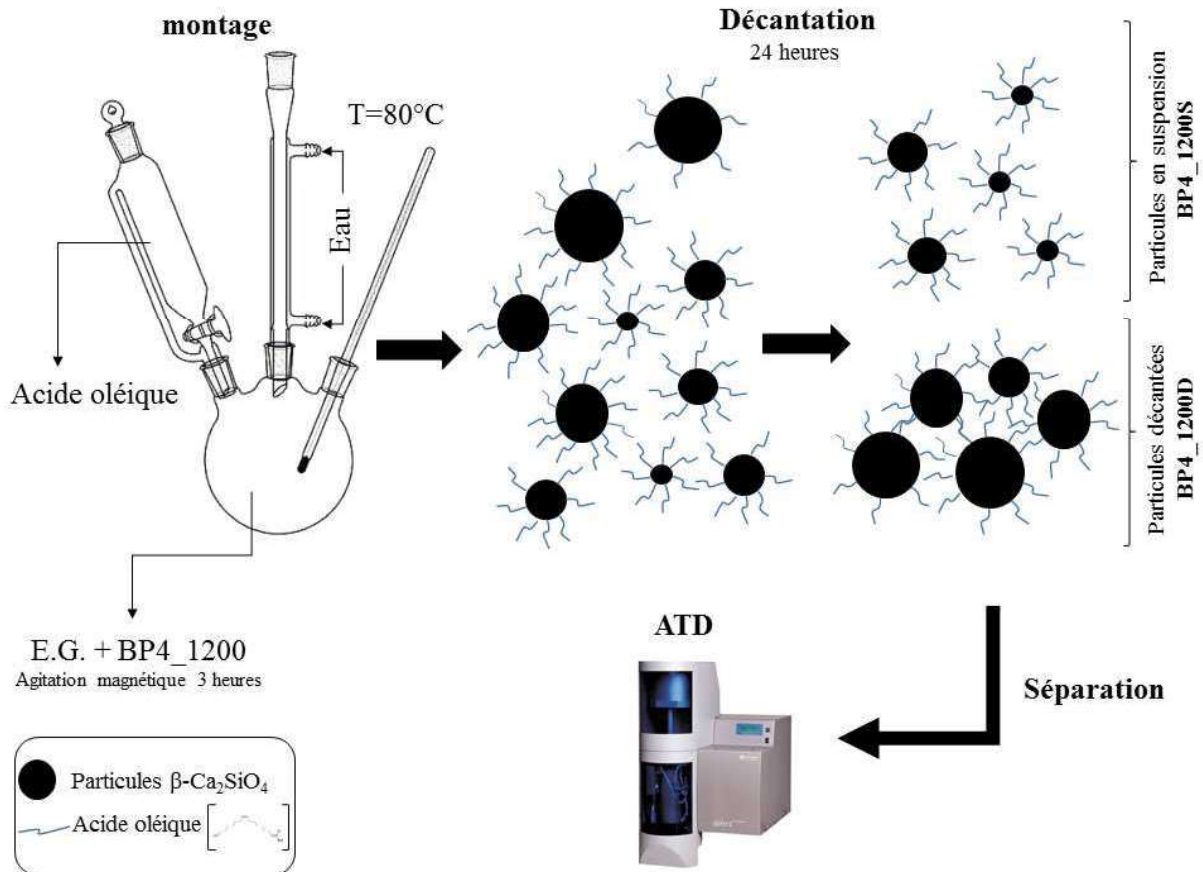 montage
T=80°C
Eau
Acide oléique
E.G. + BP4_1200
Agitation magnétique 3 heures
Particules β-Ca₂SiO₄
Acide oléique
Décantation
24 heures
Particules en suspension
BP4_1200S
Particules décantées
BP4_1200D
Séparation
ATD